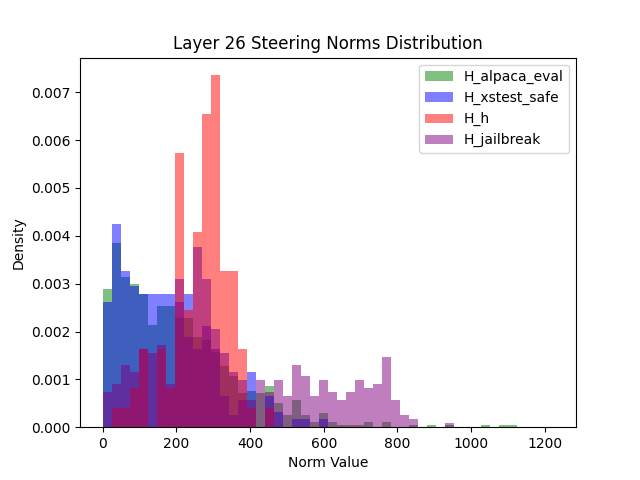 Layer 26 Steering Norms Distribution
H_alpaca_eval
H_xstest_safe
H_h
H_jailbreak
0.007
0.006
0.005
0.004
0.003
0.002
0.001
0.000
Density
0 200 400 600 800 1000 1200
Norm Value